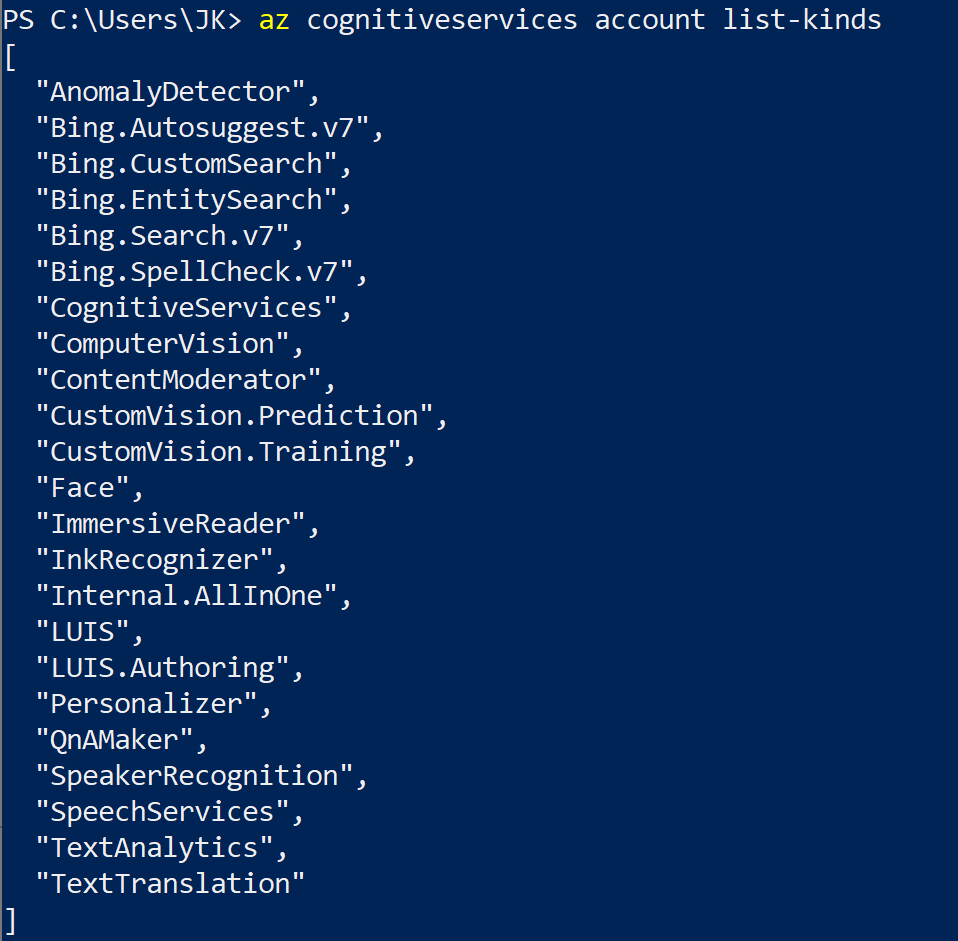 PS C:\Users\JK> az cognitiveservices account list-kinds
[
  "AnomalyDetector",
  "Bing.Autosuggest.v7",
  "Bing.CustomSearch",
  "Bing.EntitySearch",
  "Bing.Search.v7",
  "Bing.SpellCheck.v7",
  "CognitiveServices",
  "ComputerVision",
  "ContentModerator",
  "CustomVision.Prediction",
  "CustomVision.Training",
  "Face",
  "ImmersiveReader",
  "InkRecognizer",
  "Internal.AllInOne",
  "LUIS",
  "LUIS.Authoring",
  "Personalizer",
  "QnAMaker",
  "SpeakerRecognition",
  "SpeechServices",
  "TextAnalytics",
  "TextTranslation"
]